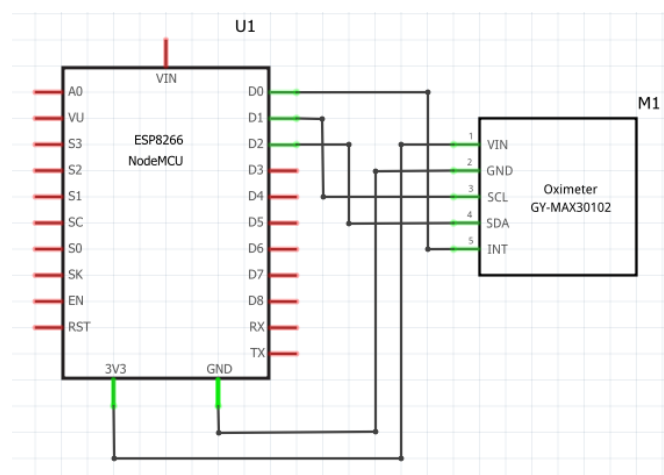 U1
VIN
A0
VU
S3
S2
S1
SC
S0
SK
EN
RST
ESP8266
NodeMCU
D0
D1
D2
D3
D4
D5
D6
D7
D8
RX
TX
3V3
GND
M1
1
VIN
2
GND
3
SCL
4
SDA
5
INT
Oximeter
GY-MAX30102